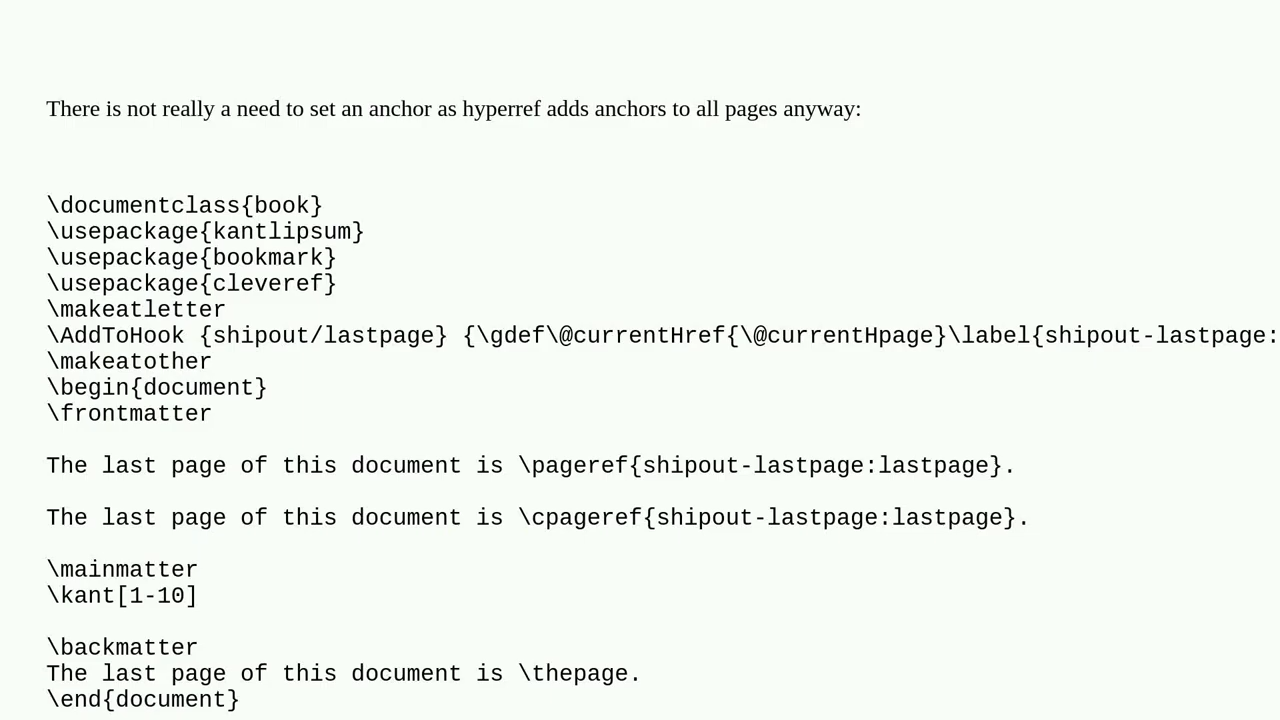 There is not really a need to set an anchor as hyperref adds anchors to all pages anyway:
\documentclass{book}
\usepackage{kantlipsum}
\usepackage{bookmark}
\usepackage{cleveref}
\makeatletter
\AddToHook {shipout/lastpage} {\gdef\@currentHref{\@currentHpage}\label{shipout-lastpage:
\makeatother
\begin{document}
\frontmatter
The last page of this document is \pageref{shipout-lastpage:lastpage}.
The last page of this document is \cpageref{shipout-lastpage:lastpage}.
\mainmatter
\kant[1-10]
\backmatter
The last page of this document is \thepage.
\end{document}